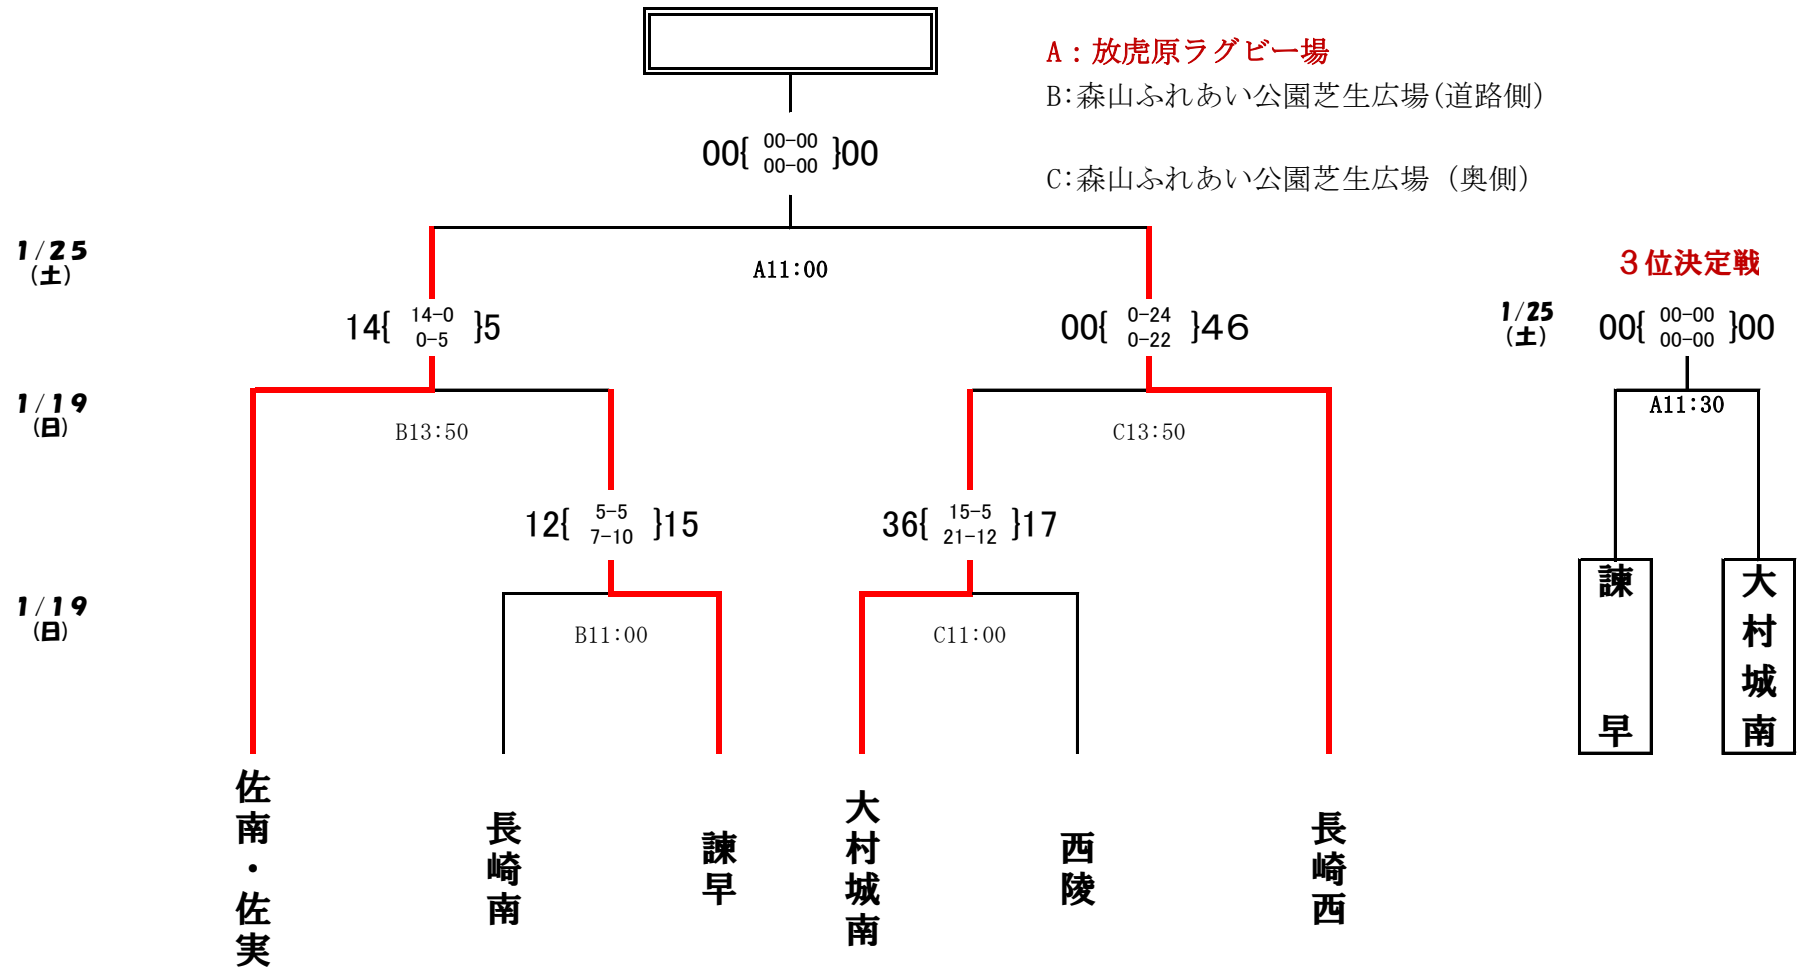 A：放虎原ラグビー場
B:森山ふれあい公園芝生広場(道路側)
00{ 00-00 }00
00-00
C:森山ふれあい公園芝生広場（奥側）
1/25
(土)
A11:00
３位決定戦
14{ 14-0 }5
0-5
00{ 0-24 }46
0-22
1/25
(土)
00{ 00-00 }00
00-00
1/19
(日)
B13:50
C13:50
A11:30
12{ 5-5 }15
7-10
36{ 15-5 }17
21-12
1/19
(日)
B11:00
C11:00
諫早
大村城南
佐南・佐実
長崎南
諫早
大村城南
西陵
長崎西